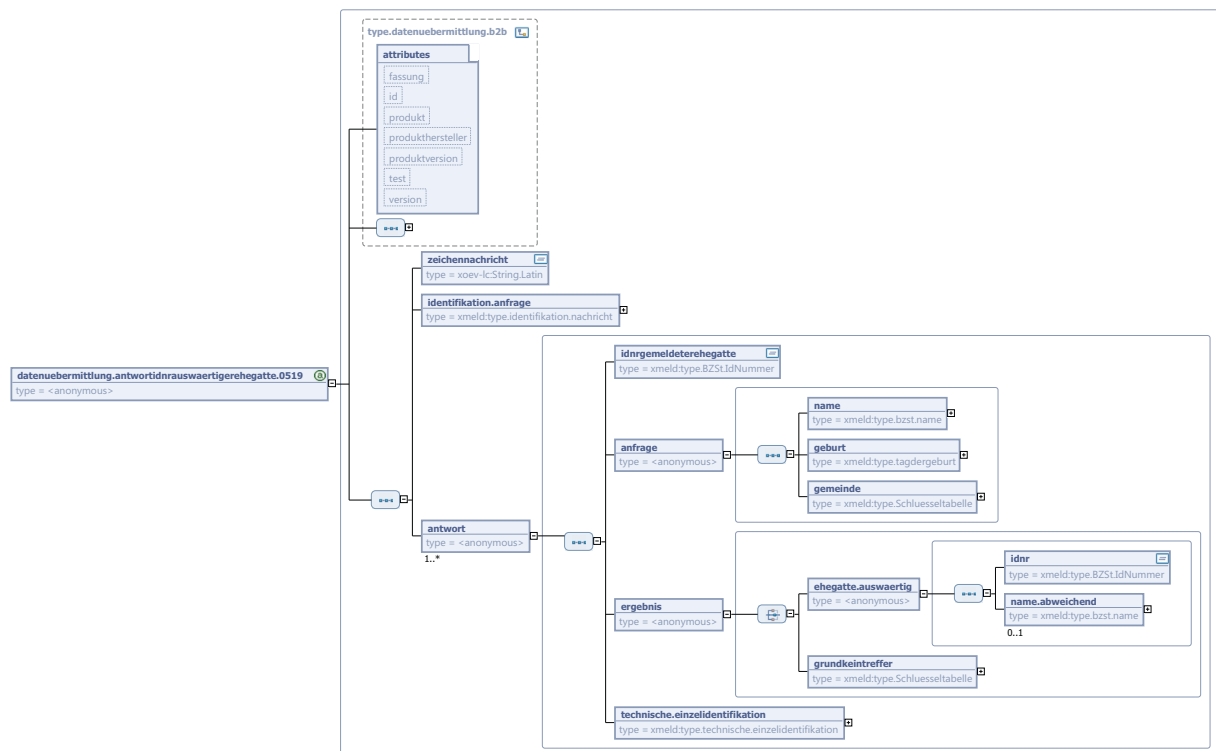 type.datenuebermittlung.b2b
attributes
fassung
id
produkt
produkthersteller
produktversion
test
version
zeichennachricht
type = xoev-lc:String.Latin
identifikation.anfrage
type = xmeld:type.identifikation.nachricht
datenuebermittlung.antwortidnrauswaertigerehegatte.0519
a
type = <anonymous>
antwort
type = <anonymous>
1..*
idnrgemeldeterehegatte
type = xmeld:type.BZSt.IdNummer
anfrage
type = <anonymous>
name
type = xmeld:type.bzst.name
geburt
type = xmeld:type.tagdergeburt
gemeinde
type = xmeld:type.Schluesseltabelle
ergebnis
type = <anonymous>
ehegatte.auswaertig
type = <anonymous>
idnr
type = xmeld:type.BZSt.IdNummer
name.abweichend
type = xmeld:type.bzst.name
0..1
grundkeintreffer
type = xmeld:type.Schluesseltabelle
technische.einzelidentifikation
type = xmeld:type.technische.einzelidentifikation